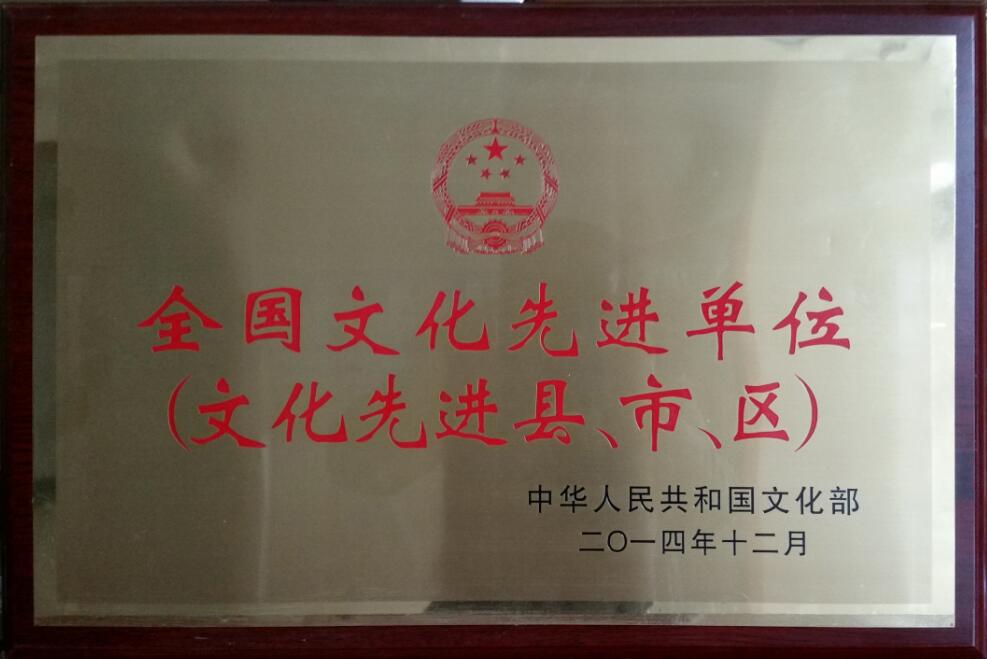 全国文化先进单位
(文化先进县、市、区)
中华人民共和国文化部
二〇一四年十二月